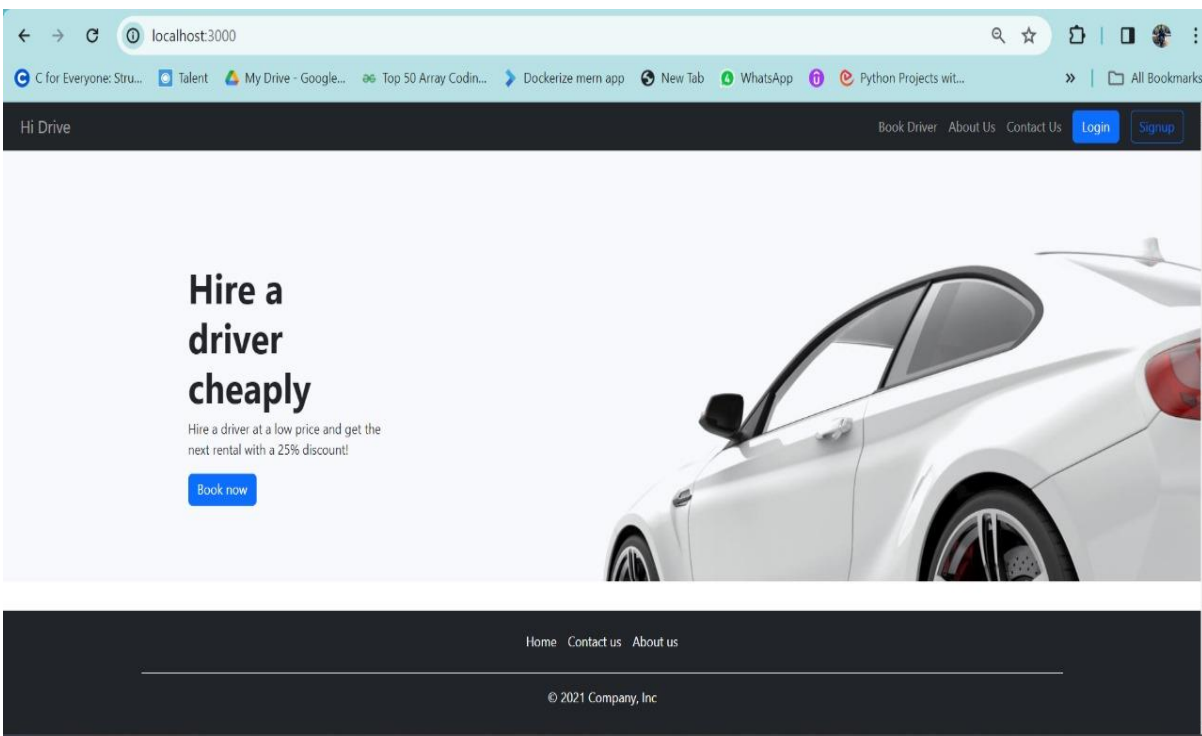 localhost:3000
C for Everyone: Stru... Talent My Drive - Google... Top 50 Array Codin... Dockerize mern app New Tab WhatsApp Python Projects wit... » All Bookmarks
Hi Drive Book Driver About Us Contact Us Login Signup
Hire a
driver
cheaply
Hire a driver at a low price and get the
next rental with a 25% discount!
Book now
Home Contact us About us
© 2021 Company, Inc